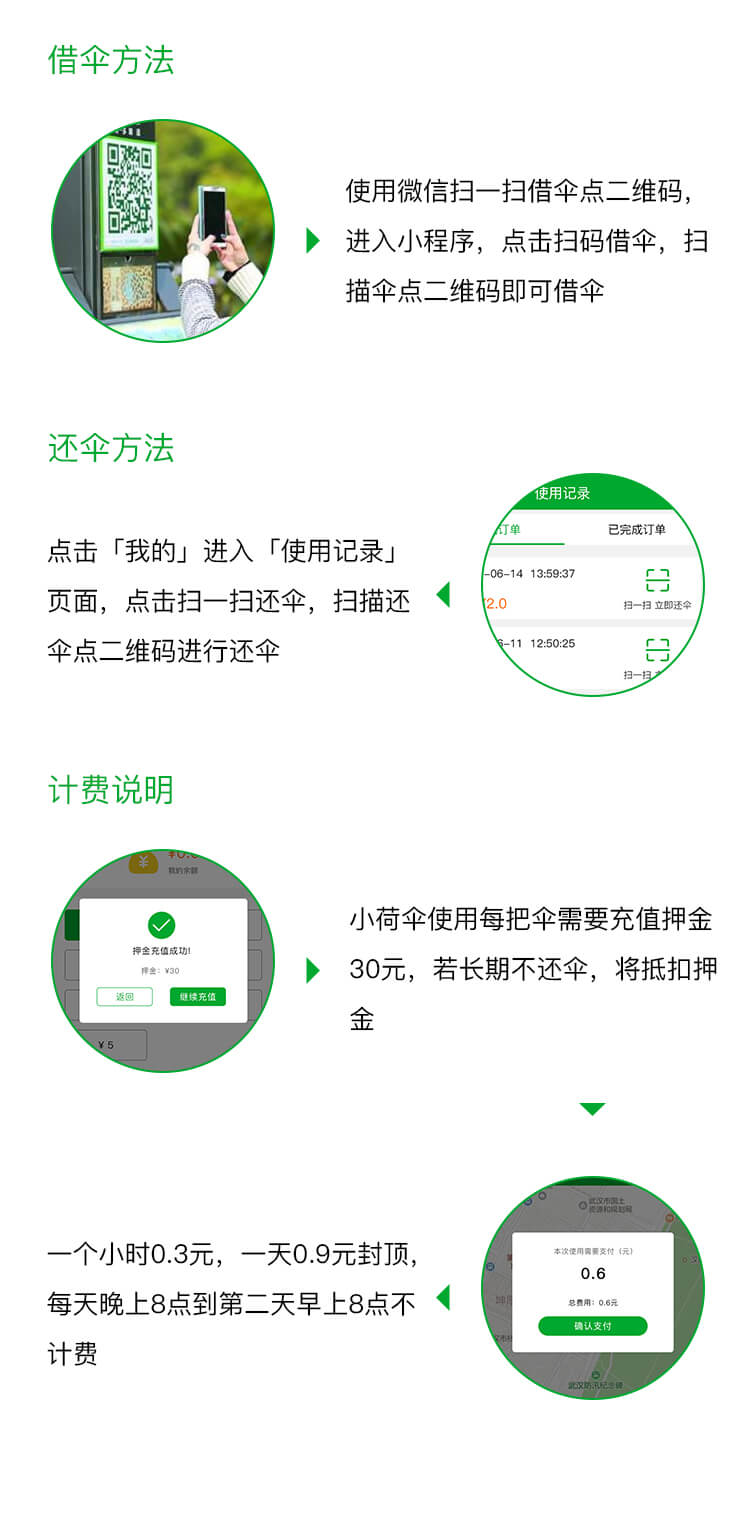 借伞方法
使用微信扫一扫借伞点二维码，
进入小程序，点击扫码借伞，扫
描伞点二维码即可借伞
还伞方法
点击「我的」进入「使用记录」
页面，点击扫一扫还伞，扫描还
伞点二维码进行还伞
使用记录
订单
已完成订单
-06-14 13:59:37
2.0
扫一扫 立即还伞
-11 12:50:25
扫一扫
计费说明
我的余额
押金充值成功!
押金：¥30
返回
继续充值
¥ 5
小荷伞使用每把伞需要充值押金
30元，若长期不还伞，将抵扣押
金
一个小时0.3元，一天0.9元封顶，
每天晚上8点到第二天早上8点不
计费
武汉市国土
资源和规划局
本次使用需要支付（元）
0.6
总费用：0.6元
确认支付
武汉防汛纪念碑